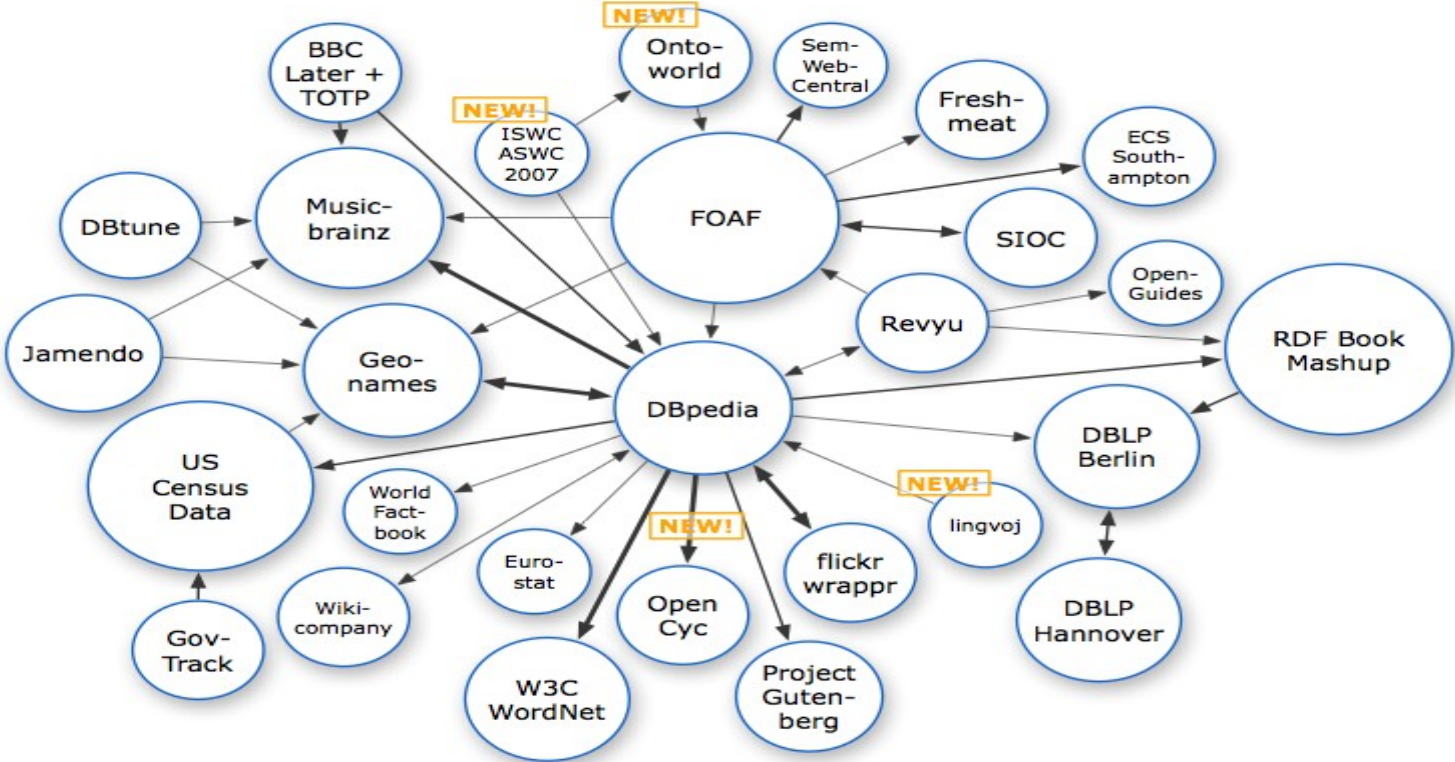 NEW!
BBC
Later +
TOTP
Onto-
world
Sem-
Web-
Central
NEW!
ISWC
ASWC
2007
Fresh-
meat
ECS
South-
ampton
DBtune
Music-
brainz
FOAF
SIOC
Open-
Guides
Jamendo
Geo-
names
Revyu
RDF Book
Mashup
DBpedia
US
Census
Data
World
Fact-
book
DBLP
Berlin
NEW!
lingvoj
NEW!
Euro-
stat
Open
Cyc
flickr
wrappr
Wiki-
company
Gov-
Track
DBLP
Hannover
W3C
WordNet
Project
Guten-
berg